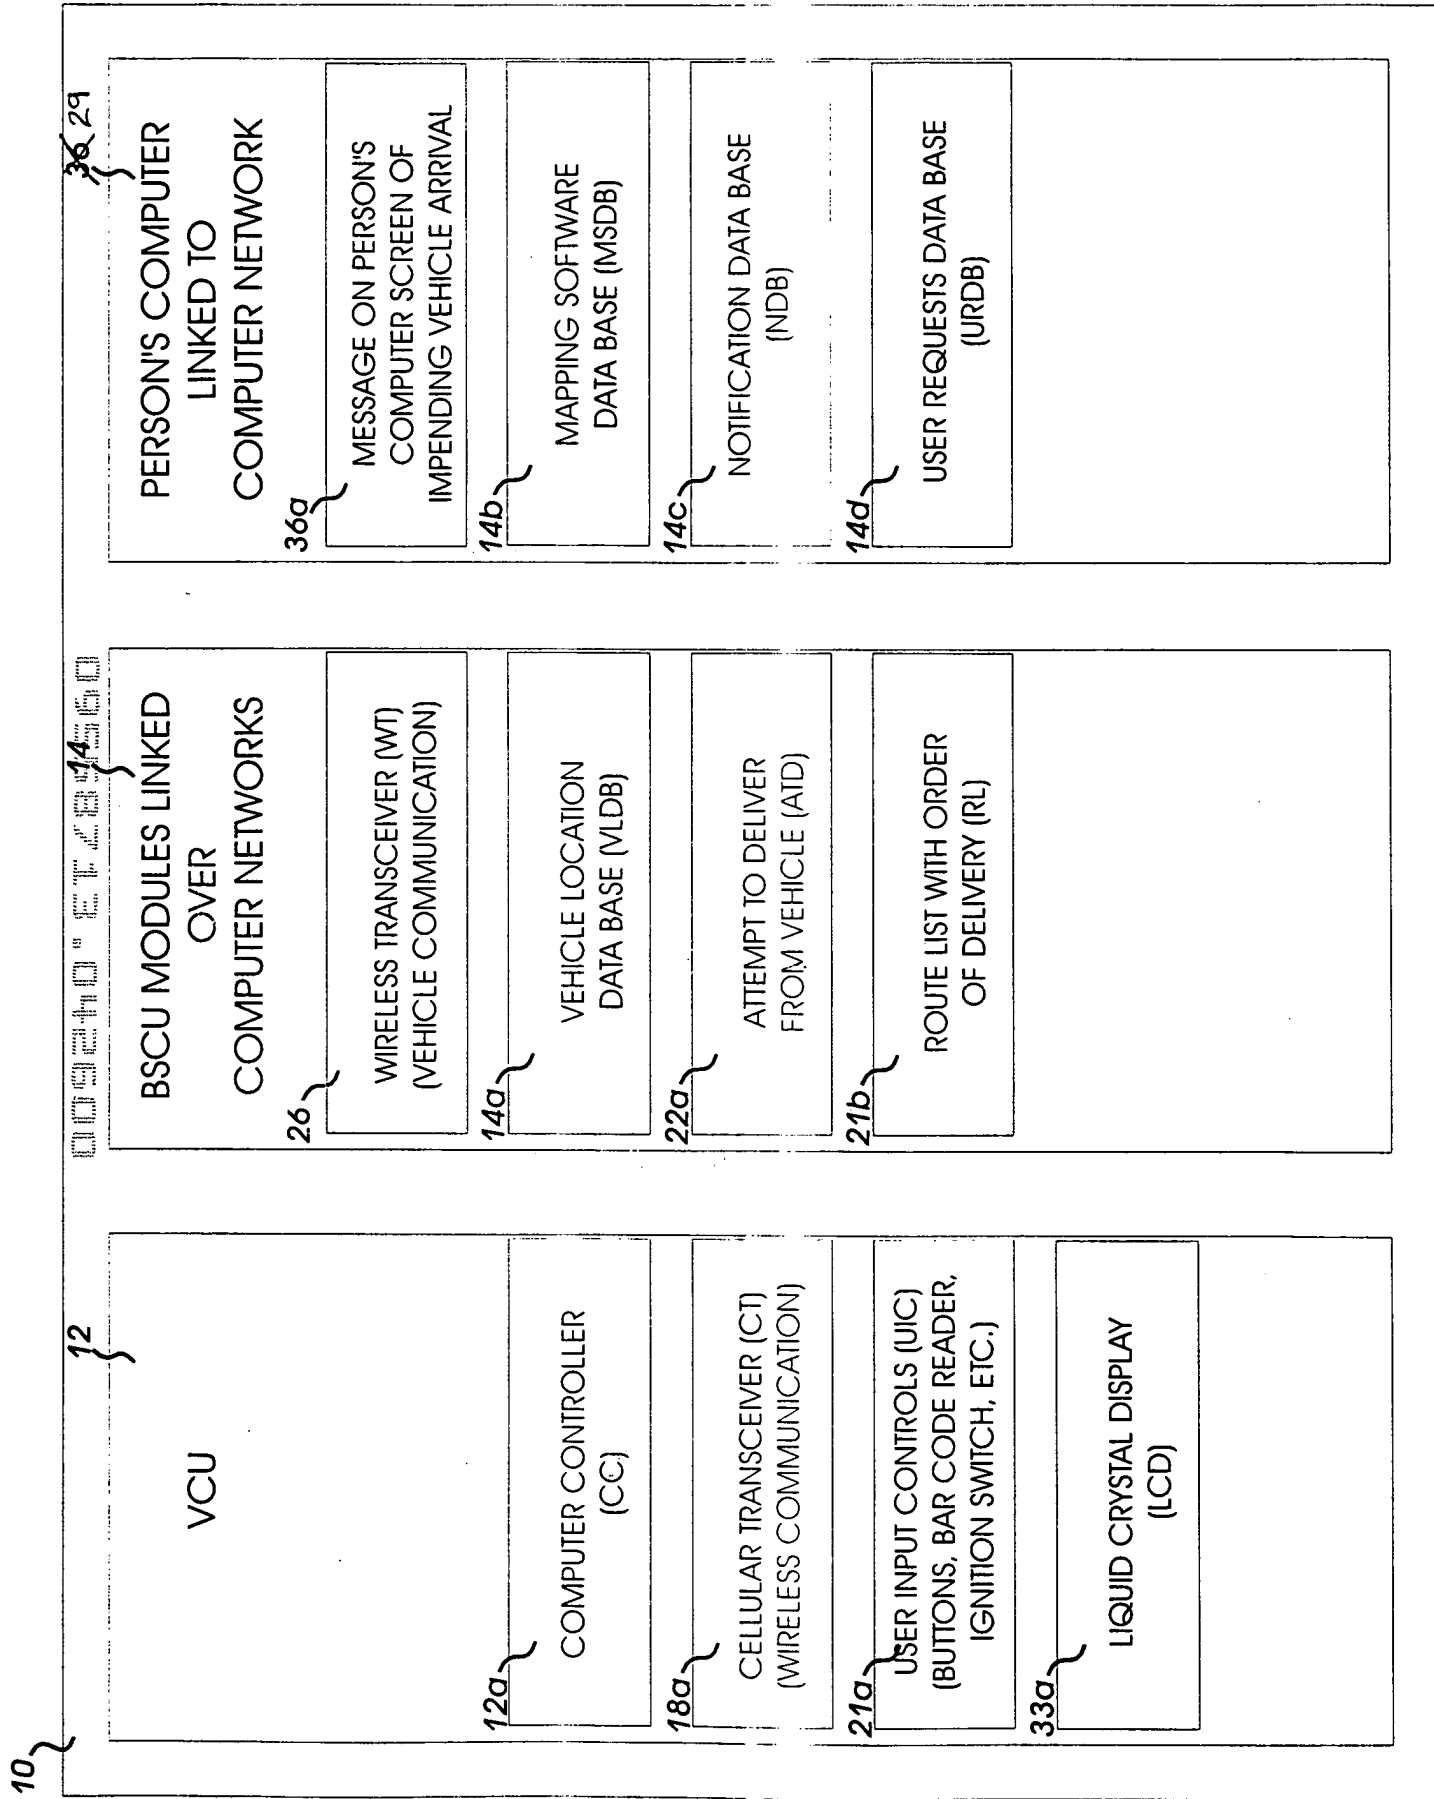 10
12
VCU
12a
COMPUTER CONTROLLER
(CC)
18a
CELLULAR TRANSCEIVER (CT)
(WIRELESS COMMUNICATION)
21a
USER INPUT CONTROLS (UIC)
(BUTTONS, BAR CODE READER,
IGNITION SWITCH, ETC.)
33a
LIQUID CRYSTAL DISPLAY
(LCD)
14
BSCU MODULES LINKED
OVER
COMPUTER NETWORKS
26
WIRELESS TRANSCEIVER (WT)
(VEHICLE COMMUNICATION)
14a
VEHICLE LOCATION
DATA BASE (VLDB)
22a
ATTEMPT TO DELIVER
FROM VEHICLE (ATD)
21b
ROUTE LIST WITH ORDER
OF DELIVERY (RL)
36 29
PERSON'S COMPUTER
LINKED TO
COMPUTER NETWORK
36a
MESSAGE ON PERSON'S
COMPUTER SCREEN OF
IMPENDING VEHICLE ARRIVAL
14b
MAPPING SOFTWARE
DATA BASE (MSDB)
14c
NOTIFICATION DATA BASE
(NDB)
14d
USER REQUESTS DATA BASE
(URDB)